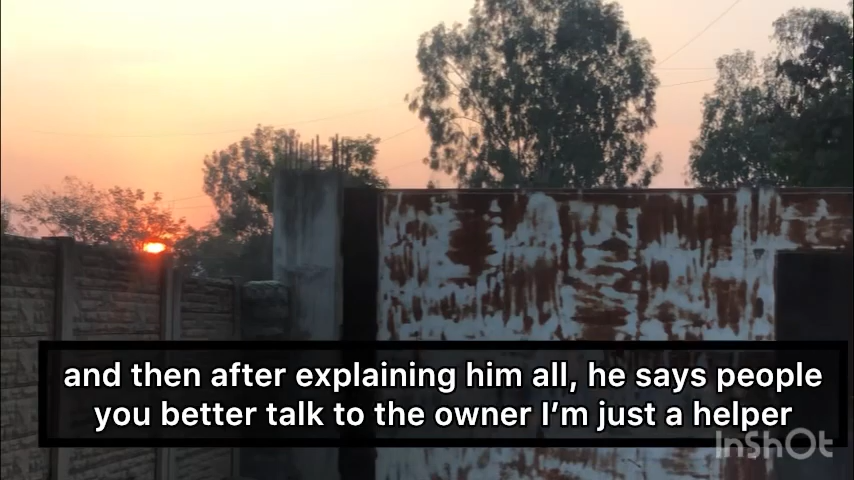 and then after explaining him all, he says people
you better talk to the owner I'm just a helper
InShOt